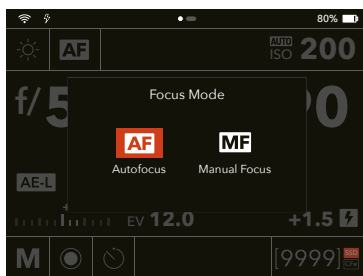 80%
AF
AUTO
ISO 200
Focus Mode
f/5
90
AF
MF
Autofocus
Manual Focus
AE-L
EV 12.0
+1.5
M
[9999]